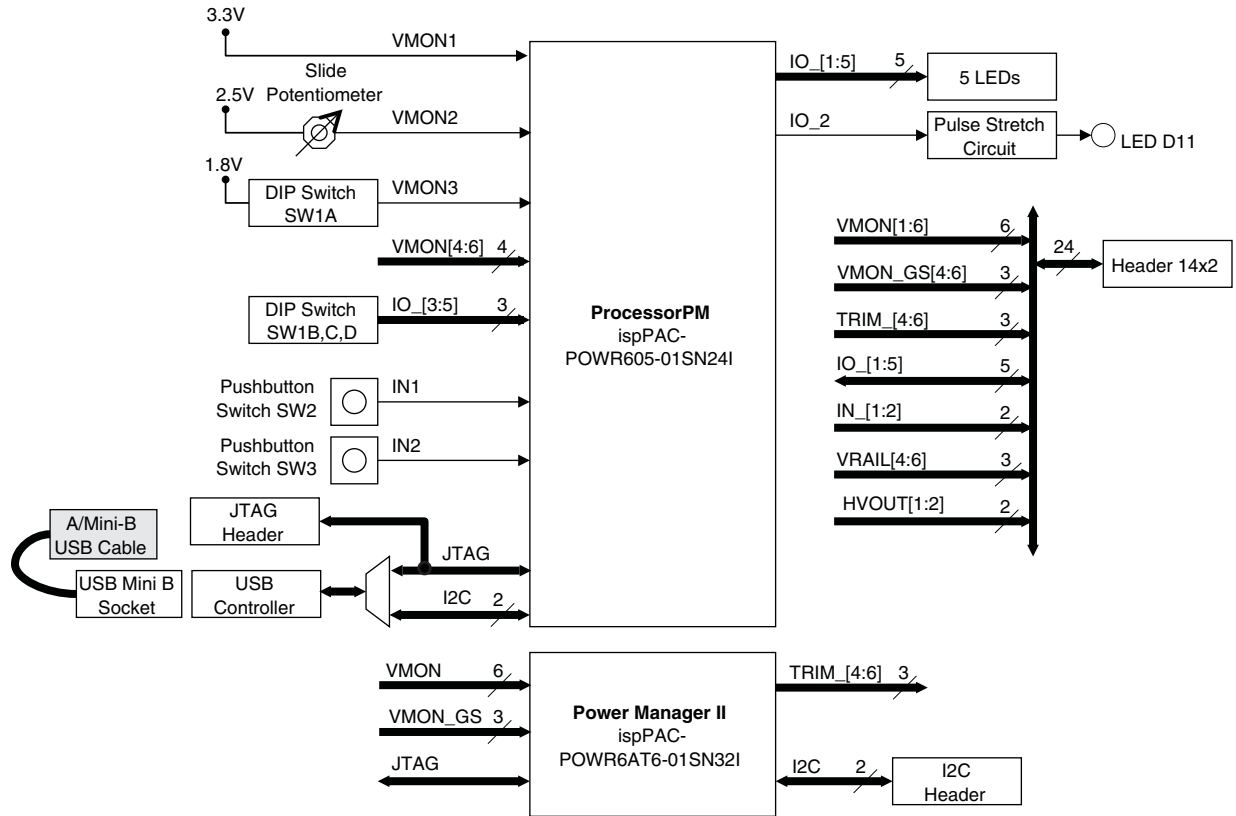 3.3V
VMON1
Slide
Potentiometer
2.5V
VMON2
1.8V
DIP Switch
SW1A
VMON3
VMON[4:6] 4
DIP Switch
SW1B,C,D
IO_[3:5] 3
Pushbutton
Switch SW2
IN1
Pushbutton
Switch SW3
IN2
JTAG
Header
A/Mini-B
USB Cable
USB Mini B
Socket
USB
Controller
JTAG
I2C 2
ProcessorPM
ispPAC-
POWR605-01SN24I
IO_[1:5] 5
5 LEDs
IO_2
Pulse Stretch
Circuit
LED D11
VMON[1:6] 6
24
Header 14x2
VMON_GS[4:6] 3
TRIM_[4:6] 3
IO_[1:5] 5
IN_[1:2] 2
VRAIL[4:6] 3
HVOUT[1:2] 2
VMON 6
VMON_GS 3
JTAG
Power Manager II
ispPAC-
POWR6AT6-01SN32I
TRIM_[4:6] 3
I2C 2
I2C
Header